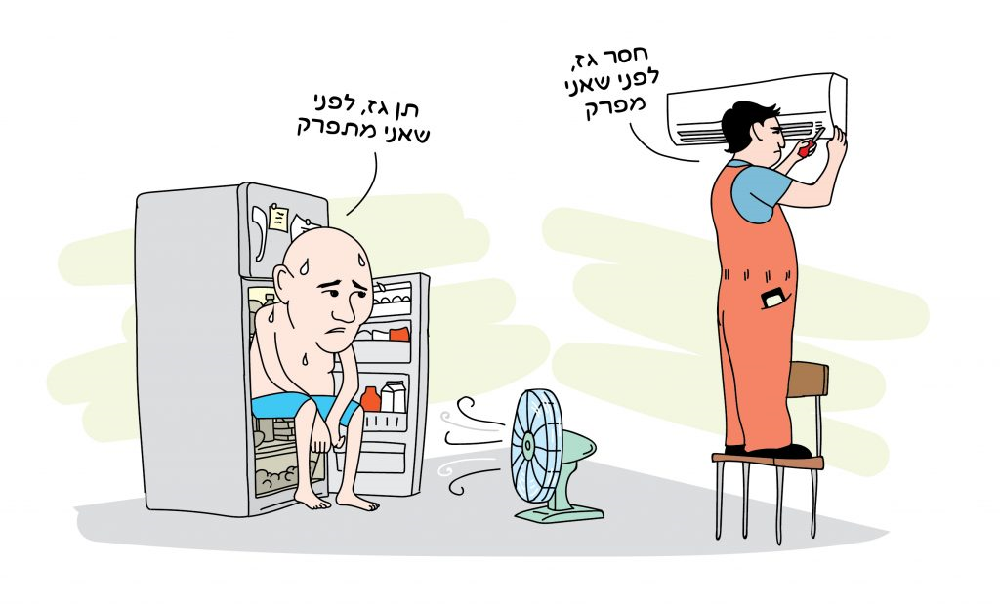 חסר גז,
לפני שאני
מפרק
תן גז, לפני
שאני מתפרק